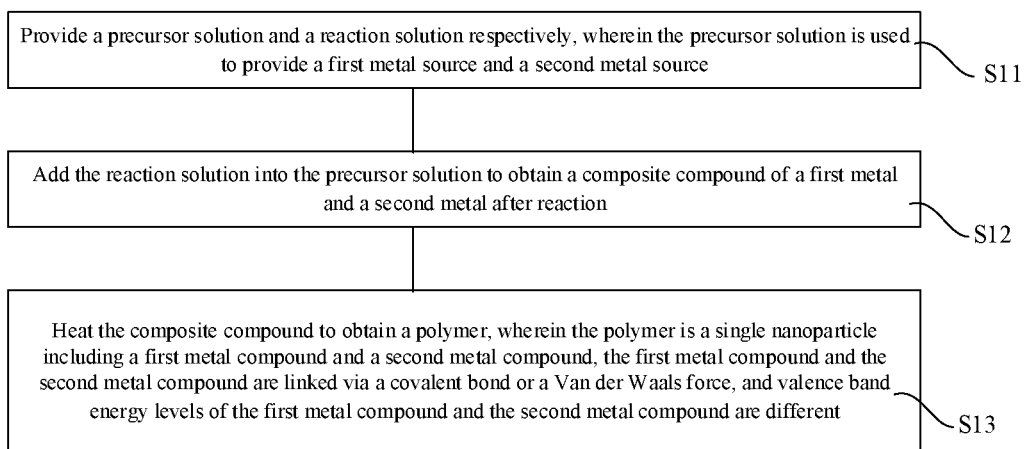 Provide a precursor solution and a reaction solution respectively, wherein the precursor solution is used
to provide a first metal source and a second metal source
S11
Add the reaction solution into the precursor solution to obtain a composite compound of a first metal
and a second metal after reaction
S12
Heat the composite compound to obtain a polymer, wherein the polymer is a single nanoparticle
including a first metal compound and a second metal compound, the first metal compound and the
second metal compound are linked via a covalent bond or a Van der Waals force, and valence band
energy levels of the first metal compound and the second metal compound are different
S13